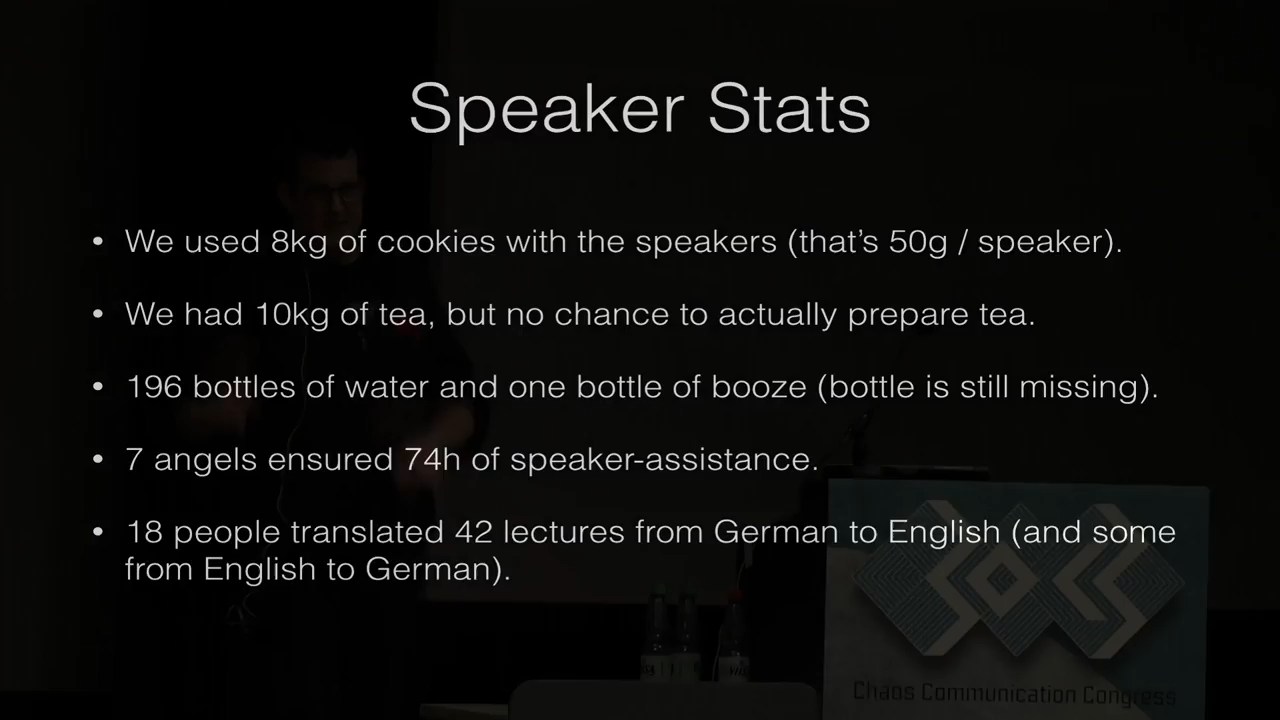 Speaker Stats
• We used 8kg of cookies with the speakers (that’s 50g / speaker).
• We had 10kg of tea, but no chance to actually prepare tea.
• 196 bottles of water and one bottle of booze (bottle is still missing).
• 7 angels ensured 74h of speaker-assistance.
• 18 people translated 42 lectures from German to English (and some
from English to German).
Chaos Communication Congress